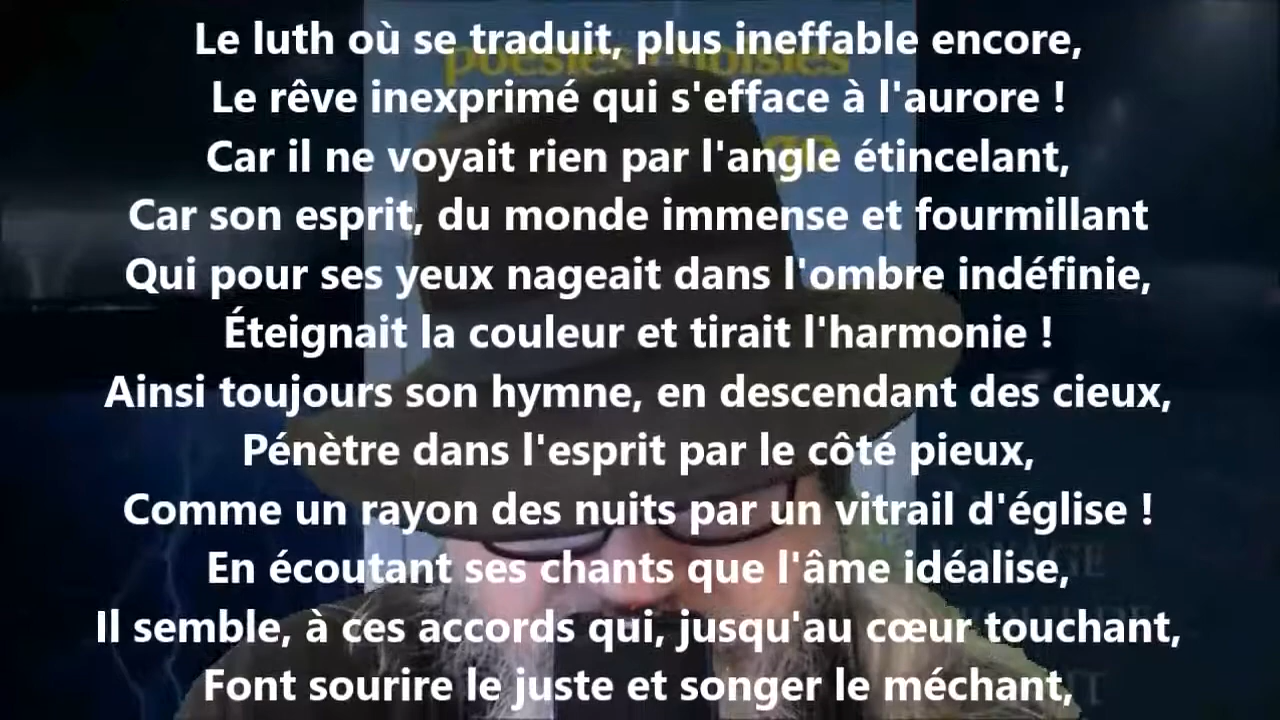 poésies choisies
Le luth où se traduit, plus ineffable encore,
Le rêve inexprimé qui s'efface à l'aurore !
Car il ne voyait rien par l'angle étincelant,
Car son esprit, du monde immense et fourmillant
Qui pour ses yeux nageait dans l'ombre indéfinie,
Éteignait la couleur et tirait l'harmonie !
Ainsi toujours son hymne, en descendant des cieux,
Pénètre dans l'esprit par le côté pieux,
Comme un rayon des nuits par un vitrail d'église !
En écoutant ses chants que l'âme idéalise,
Il semble, à ces accords qui, jusqu'au cœur touchant,
Font sourire le juste et songer le méchant,